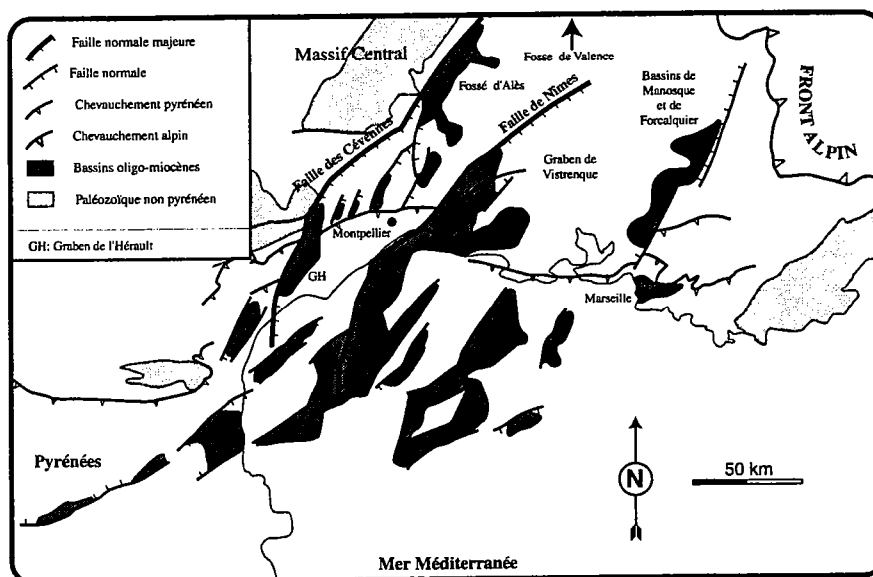 Faille normale majeure
Faille normale
Chevauchement pyrénéen
Chevauchement alpin
Bassins oligo-miocènes
Paléozoïque non pyrénéen
GH: Graben de l'Hérault
Massif Central
Fosse de Valence
Fossé d'Alès
Faille de Nîmes
Faille des Cévennes
Bassins de
Manosque
et de
Forcalquier
FRONT ALPIN
Graben de
Vistrenque
Montpellier
GH
Marseille
Pyrénées
N
50 km
Mer Méditerranée